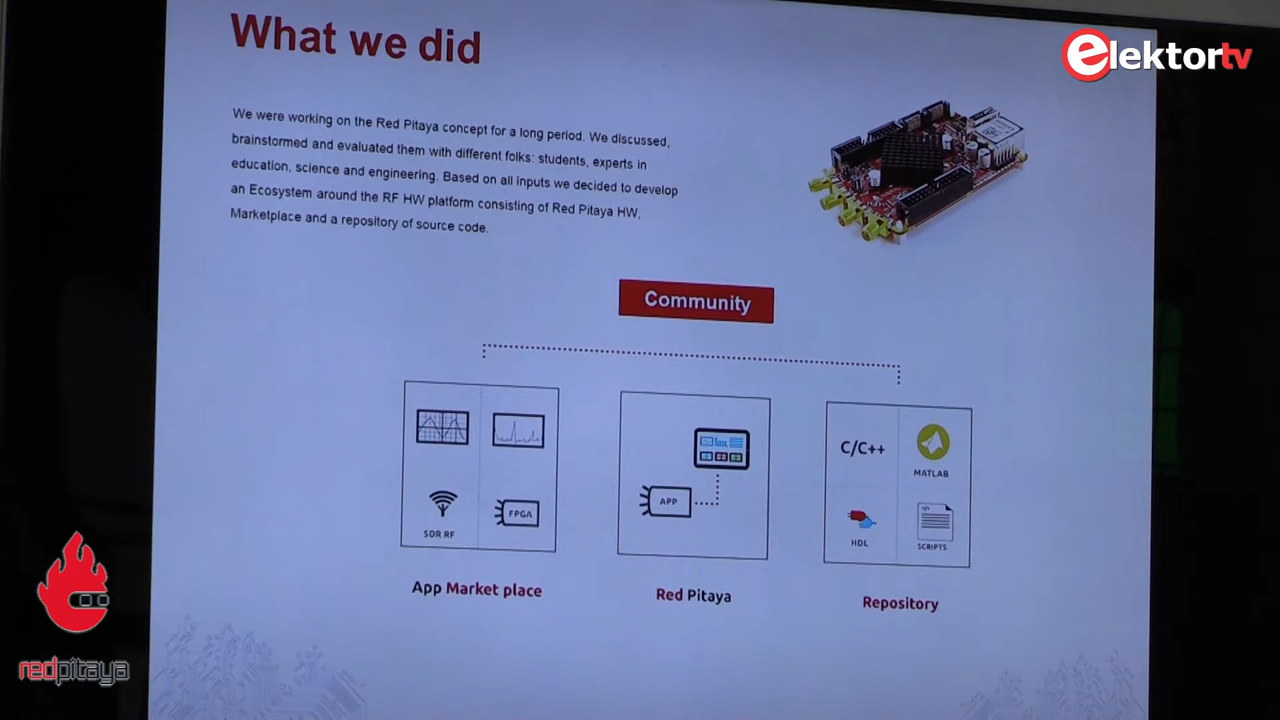 What we did
elektortv
We were working on the Red Pitaya concept for a long period. We discussed,
brainstormed and evaluated them with different folks: students, experts in
education, science and engineering. Based on all inputs we decided to develop
an Ecosystem around the RF HW platform consisting of Red Pitaya HW,
Marketplace and a repository of source code.
Community
SDR RF
FPGA
APP
C/C++
MATLAB
HDL
</>
SCRIPTS
App Market place
Red Pitaya
Repository
redpitaya